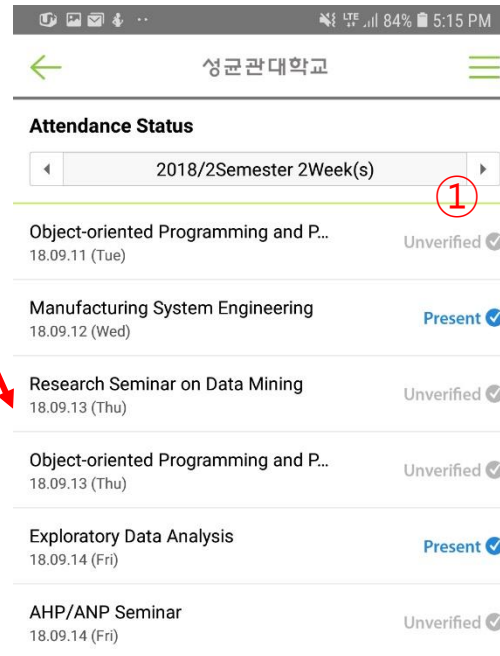 LTE 84% 5:15 PM
성균관대학교
Attendance Status
2018/2Semester 2Week(s)
①
Object-oriented Programming and P...
Unverified
18.09.11 (Tue)
Manufacturing System Engineering
Present
18.09.12 (Wed)
Research Seminar on Data Mining
Unverified
18.09.13 (Thu)
Object-oriented Programming and P...
Unverified
18.09.13 (Thu)
Exploratory Data Analysis
Present
18.09.14 (Fri)
AHP/ANP Seminar
Unverified
18.09.14 (Fri)